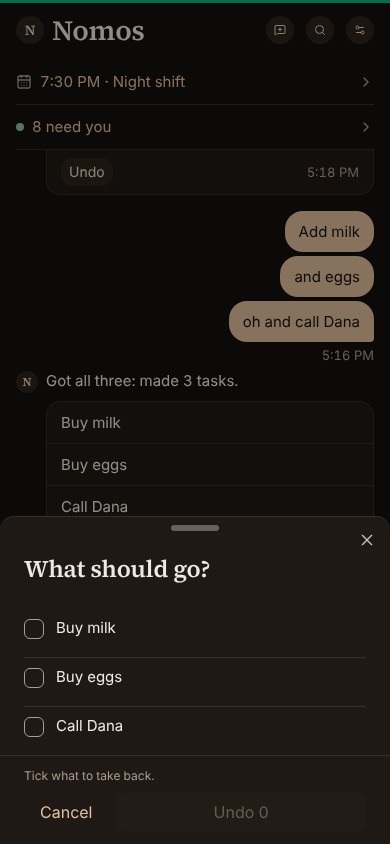 N Nomos
7:30 PM · Night shift
8 need you
Undo 5:18 PM
Add milk
and eggs
oh and call Dana
5:16 PM
N Got all three: made 3 tasks.
Buy milk
Buy eggs
Call Dana
What should go?
Buy milk
Buy eggs
Call Dana
Tick what to take back.
Cancel Undo 0